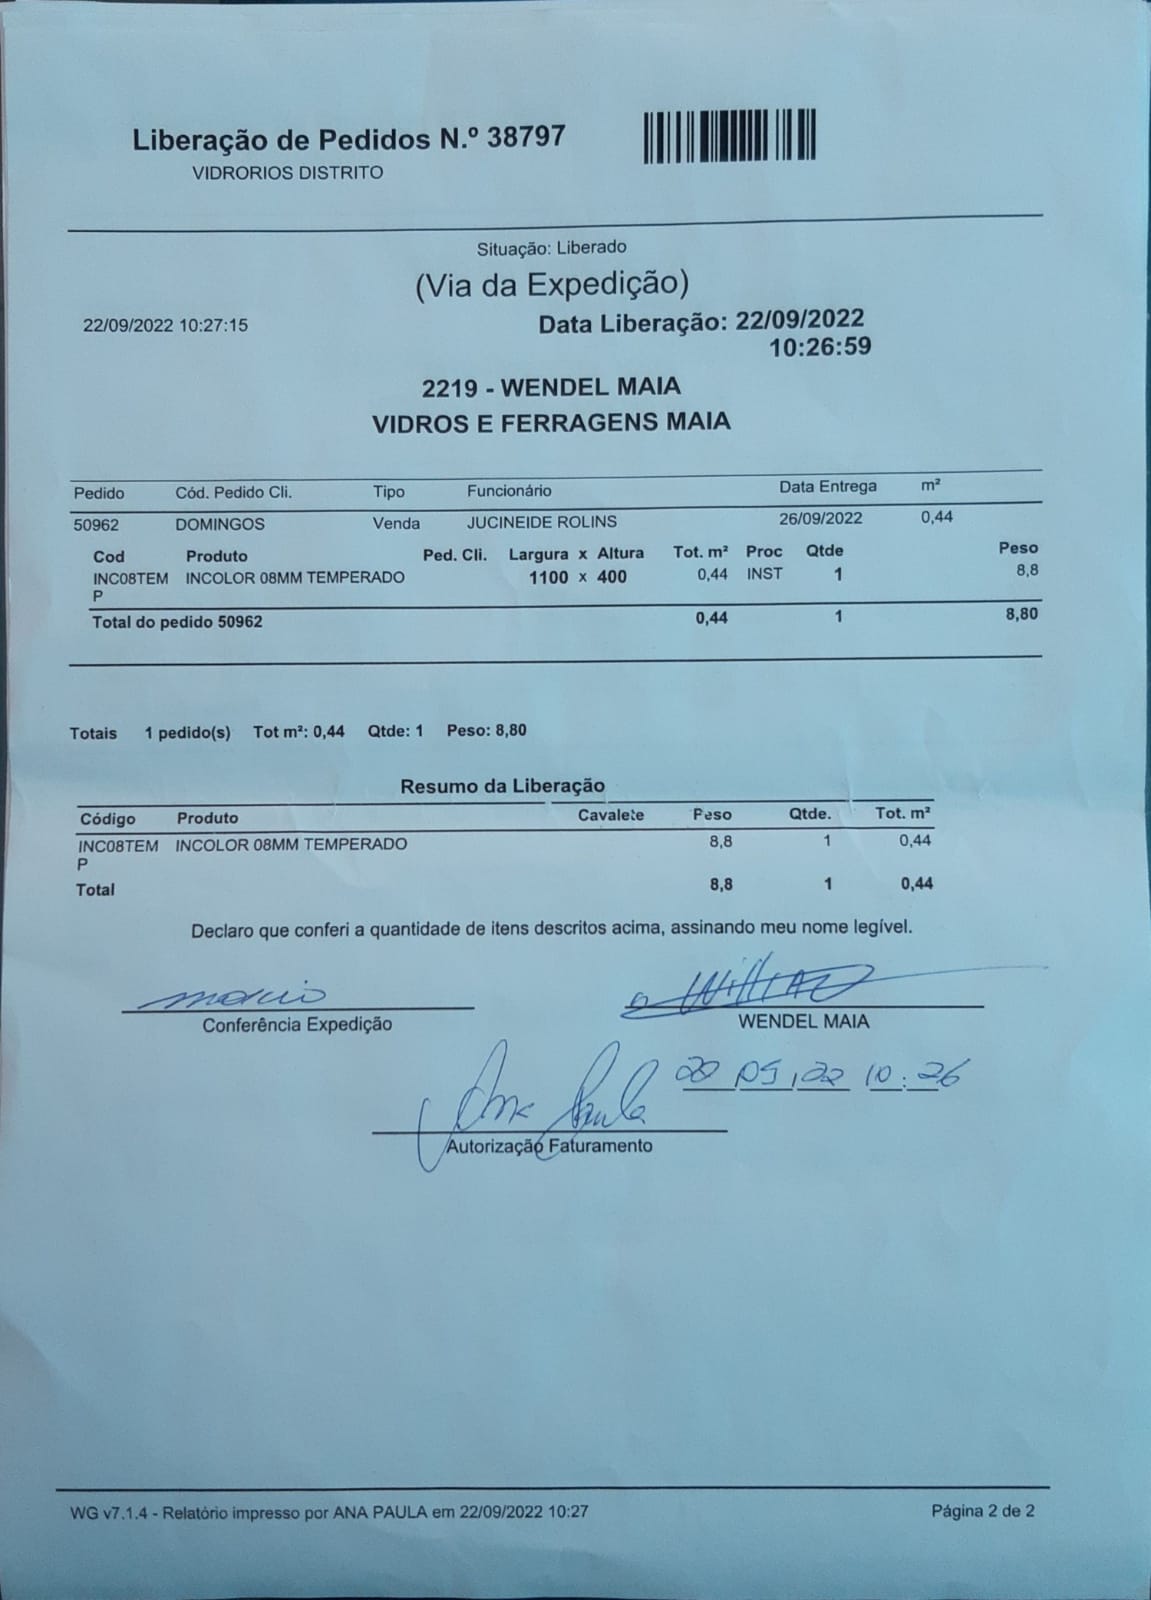 Liberação de Pedidos N.º 38797
VIDRORIOS DISTRITO
Situação: Liberado
(Via da Expedição)
22/09/2022 10:27:15
Data Liberação: 22/09/2022
10:26:59
2219 - WENDEL MAIA
VIDROS E FERRAGENS MAIA
Pedido Cód. Pedido Cli. Tipo Funcionário Data Entrega m²
50962 DOMINGOS Venda JUCINEIDE ROLINS 26/09/2022 0,44
Cod Produto Ped. Cli. Largura x Altura Tot. m² Proc Qtde Peso
INC08TEM INCOLOR 08MM TEMPERADO 1100 x 400 0,44 INST 1 8,8
P
Total do pedido 50962 0,44 1 8,80
Totais 1 pedido(s) Tot m²: 0,44 Qtde: 1 Peso: 8,80
Resumo da Liberação
Código Produto Cavalete Peso Qtde. Tot. m²
INC08TEM INCOLOR 08MM TEMPERADO 8,8 1 0,44
P
Total 8,8 1 0,44
Declaro que conferi a quantidade de itens descritos acima, assinando meu nome legível.
marcio
Conferência Expedição WENDEL MAIA
Ana Paula 10:26
Autorização Faturamento
WG v7.1.4 - Relatório impresso por ANA PAULA em 22/09/2022 10:27 Página 2 de 2